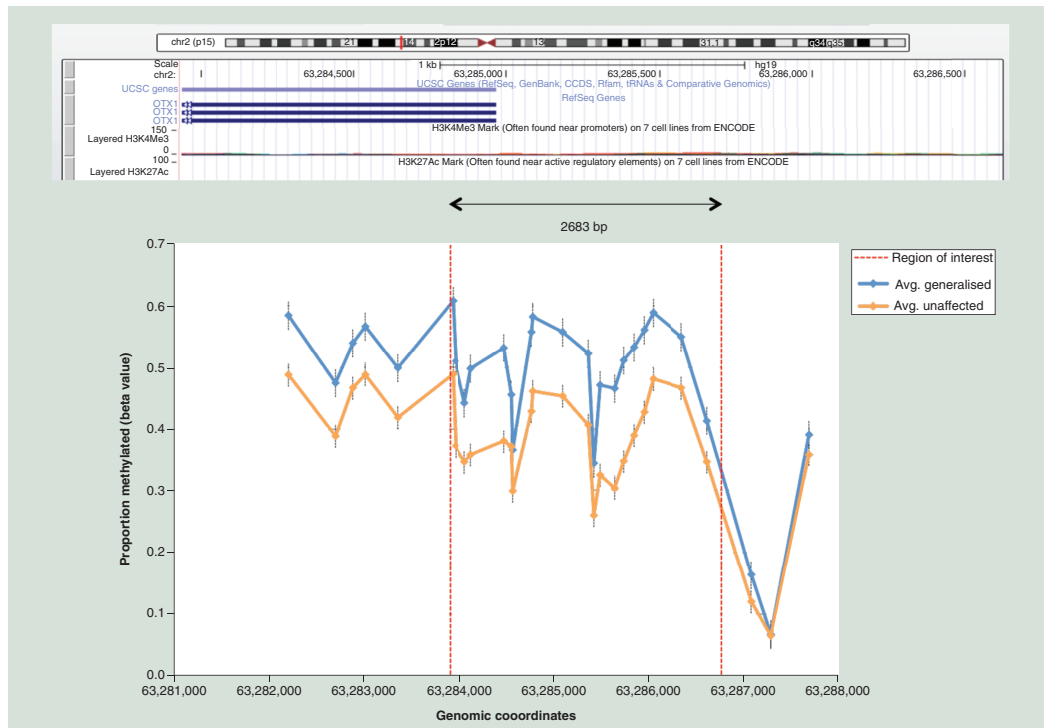 chr2 (p15) 21 14 2p12 13 31.1 q34 q35
Scale 1 kb hg19
chr2: 63,284,500 63,285,000 63,285,500 63,286,000 63,286,500
UCSC Genes (RefSeq, GenBank, CCDS, Rfam, tRNAs & Comparative Genomics)
UCSC genes
RefSeq Genes
OTX1
OTX1
OTX1
H3K4Me3 Mark (Often found near promoters) on 7 cell lines from ENCODE
150
Layered H3K4Me3
0
H3K27Ac Mark (Often found near active regulatory elements) on 7 cell lines from ENCODE
100
Layered H3K27Ac
2683 bp
0.7
0.6
0.5
0.4
0.3
0.2
0.1
0.0
Proportion methylated (beta value)
Region of interest
Avg. generalised
Avg. unaffected
63,281,000 63,282,000 63,283,000 63,284,000 63,285,000 63,286,000 63,287,000 63,288,000
Genomic cooordinates